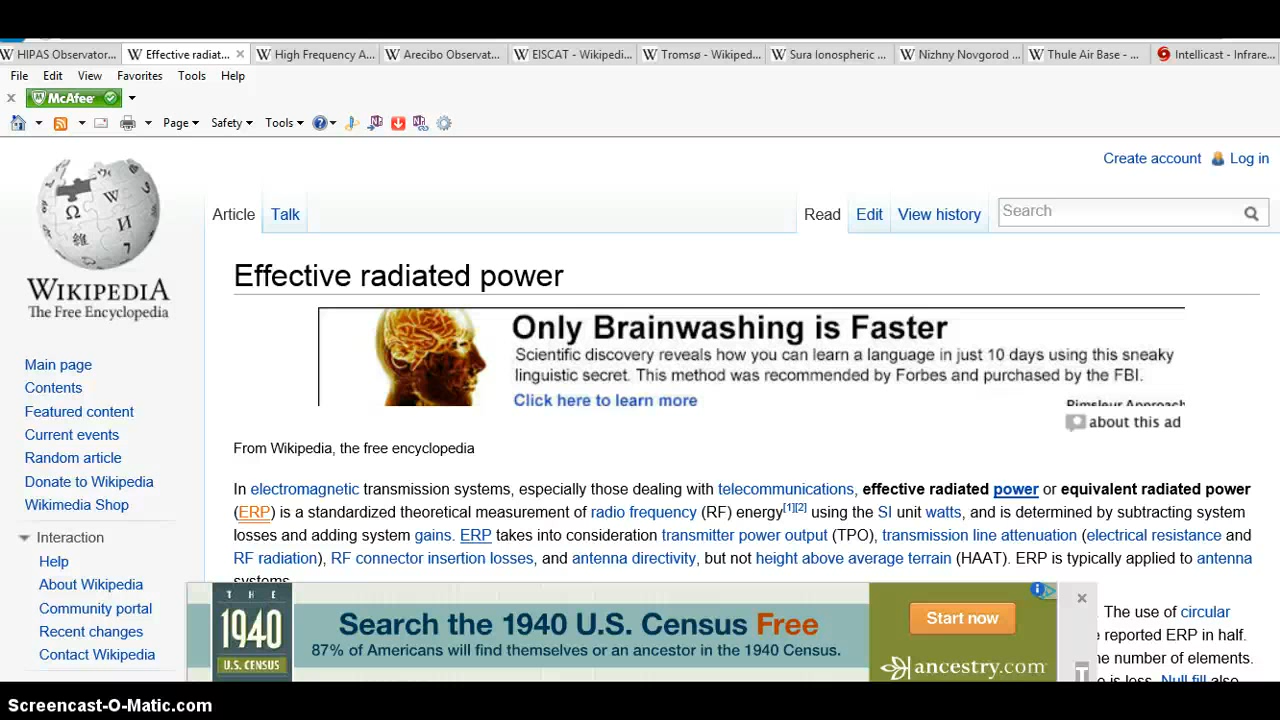 HIPAS Observator...
Effective radiat...
High Frequency A...
Arecibo Observat...
EISCAT - Wikipedi...
Tromsø - Wikiped...
Sura Ionospheric ...
Nizhny Novgorod ...
Thule Air Base - ...
Intellicast - Infrare...
File Edit View Favorites Tools Help
McAfee
Page Safety Tools
Create account Log in
Article Talk Read Edit View history Search
WIKIPEDIA
The Free Encyclopedia
Main page
Contents
Featured content
Current events
Random article
Donate to Wikipedia
Wikimedia Shop
Interaction
Help
About Wikipedia
Community portal
Recent changes
Contact Wikipedia
Effective radiated power
Only Brainwashing is Faster
Scientific discovery reveals how you can learn a language in just 10 days using this sneaky
linguistic secret. This method was recommended by Forbes and purchased by the FBI.
Click here to learn more
Pimsleur Approach
about this ad
From Wikipedia, the free encyclopedia
In electromagnetic transmission systems, especially those dealing with telecommunications, effective radiated power or equivalent radiated power
(ERP) is a standardized theoretical measurement of radio frequency (RF) energy[1][2] using the SI unit watts, and is determined by subtracting system
losses and adding system gains. ERP takes into consideration transmitter power output (TPO), transmission line attenuation (electrical resistance and
RF radiation), RF connector insertion losses, and antenna directivity, but not height above average terrain (HAAT). ERP is typically applied to antenna
systems.
. The use of circular
e reported ERP in half.
he number of elements.
e is less. Null fill also
THE
1940
U.S. CENSUS
Search the 1940 U.S. Census Free
87% of Americans will find themselves or an ancestor in the 1940 Census.
Start now
ancestry.com
Screencast-O-Matic.com